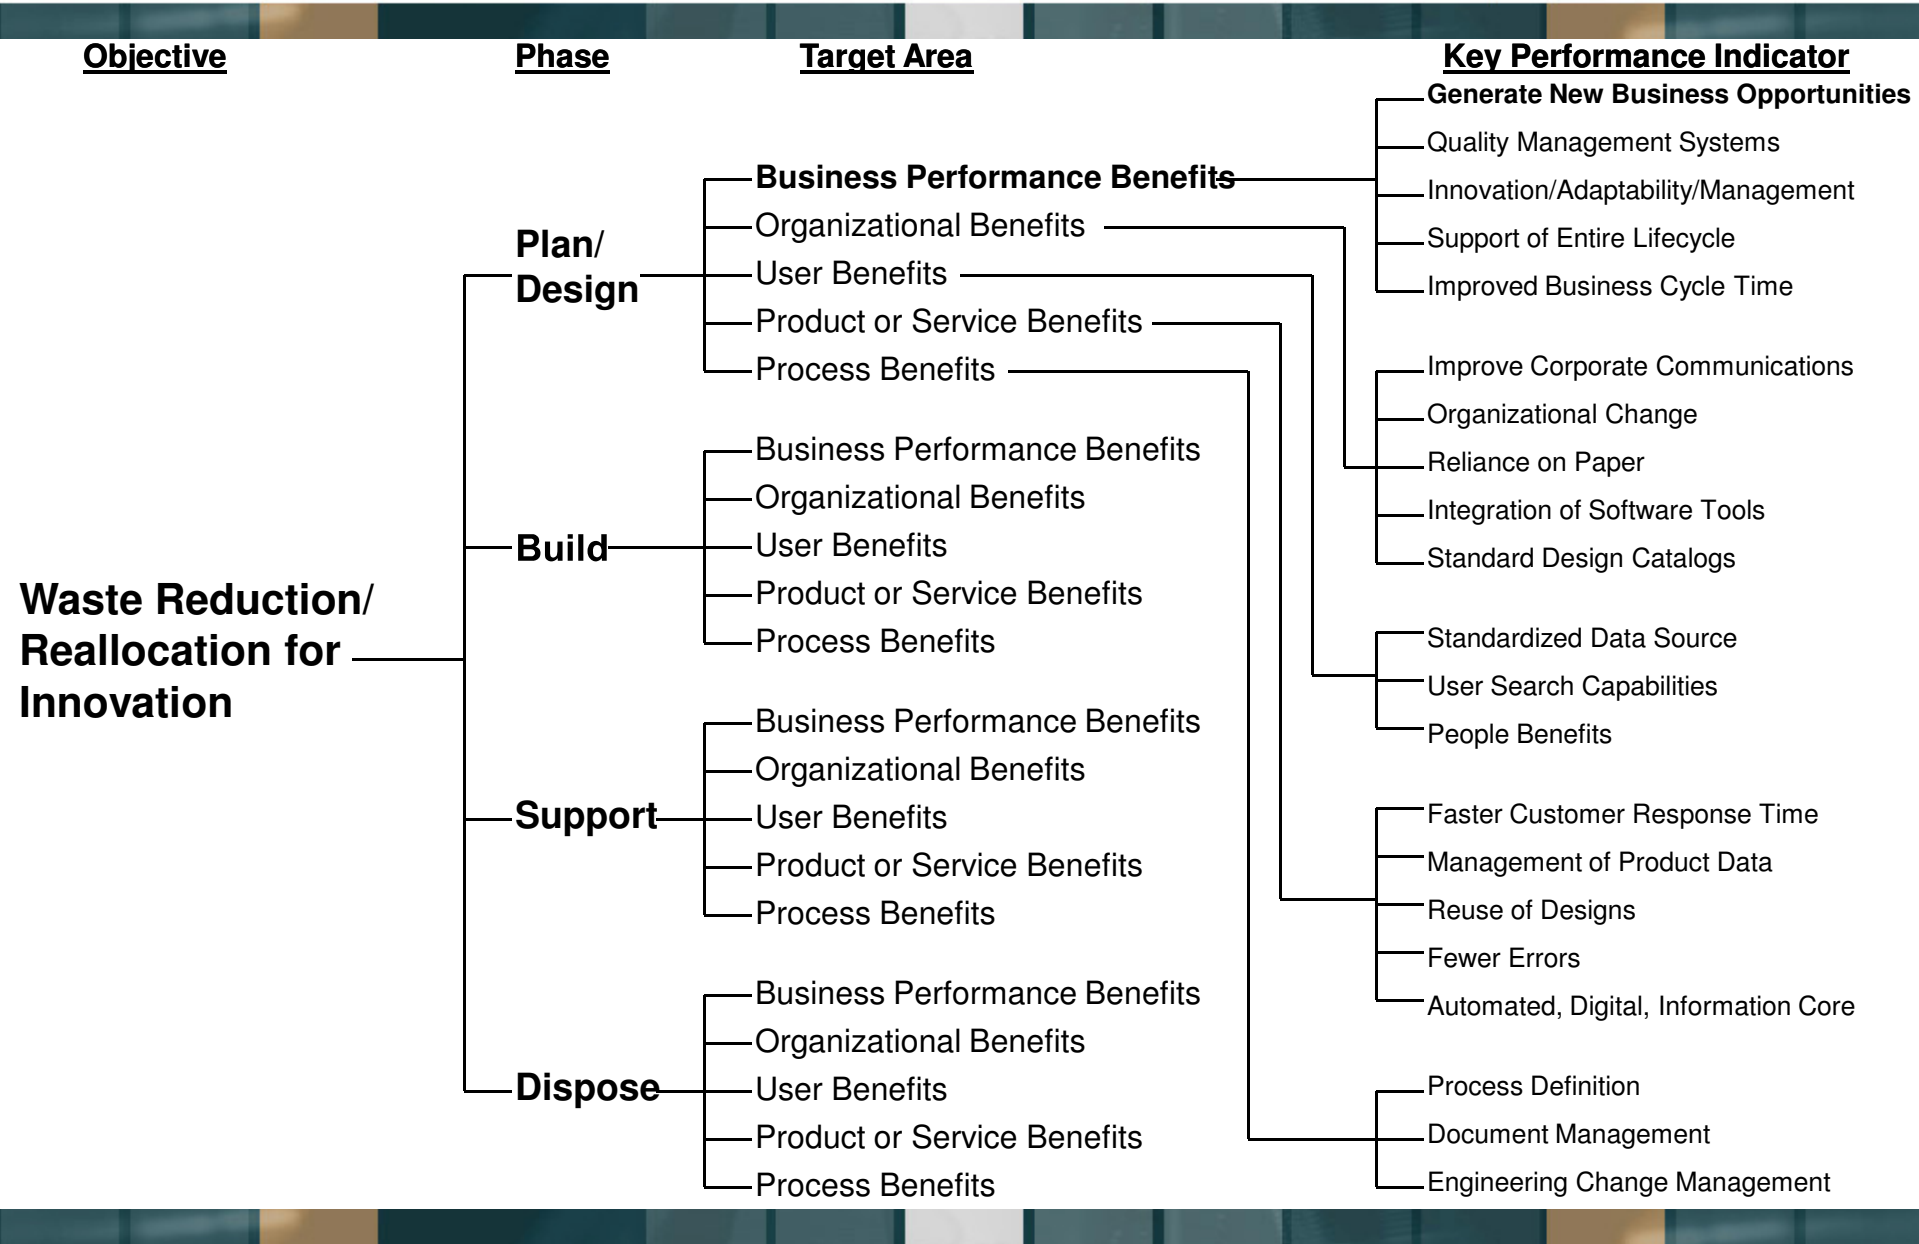 Objective
Phase
Target Area
Key Performance Indicator
Waste Reduction/
Reallocation for
Innovation
Plan/
Design
Business Performance Benefits
Organizational Benefits
User Benefits
Product or Service Benefits
Process Benefits
Build
Business Performance Benefits
Organizational Benefits
User Benefits
Product or Service Benefits
Process Benefits
Support
Business Performance Benefits
Organizational Benefits
User Benefits
Product or Service Benefits
Process Benefits
Dispose
Business Performance Benefits
Organizational Benefits
User Benefits
Product or Service Benefits
Process Benefits
Generate New Business Opportunities
Quality Management Systems
Innovation/Adaptability/Management
Support of Entire Lifecycle
Improved Business Cycle Time
Improve Corporate Communications
Organizational Change
Reliance on Paper
Integration of Software Tools
Standard Design Catalogs
Standardized Data Source
User Search Capabilities
People Benefits
Faster Customer Response Time
Management of Product Data
Reuse of Designs
Fewer Errors
Automated, Digital, Information Core
Process Definition
Document Management
Engineering Change Management